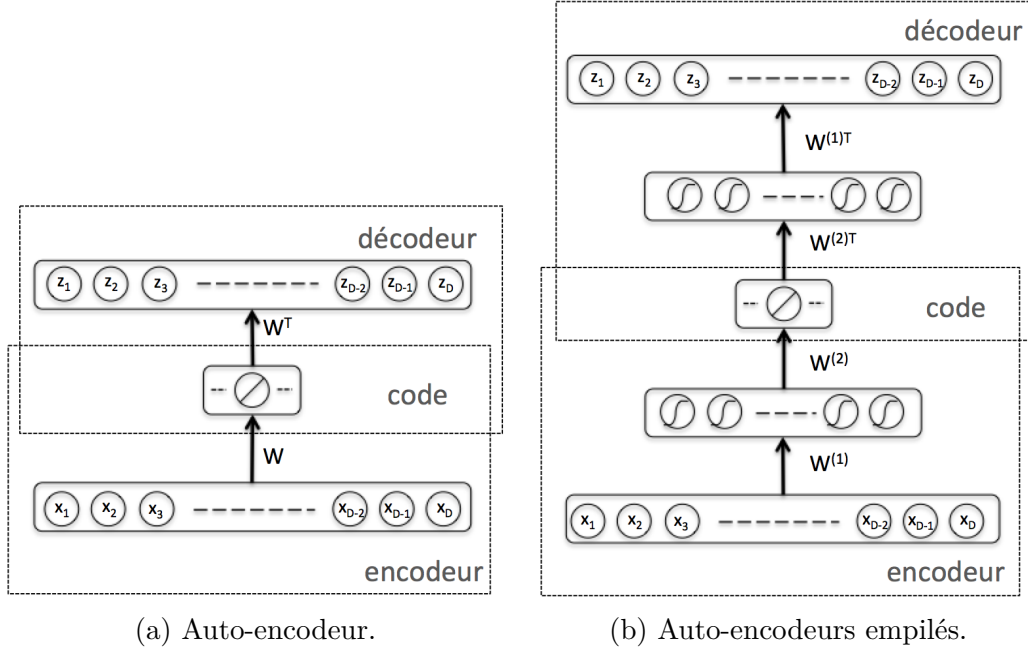 décodeur
z1 z2 z3 zD-2 zD-1 zD
W^T
code
W
x1 x2 x3 xD-2 xD-1 xD
encodeur
(a) Auto-encodeur.
décodeur
z1 z2 z3 zD-2 zD-1 zD
W^(1)T
W^(2)T
code
W^(2)
W^(1)
x1 x2 x3 xD-2 xD-1 xD
encodeur
(b) Auto-encodeurs empilés.